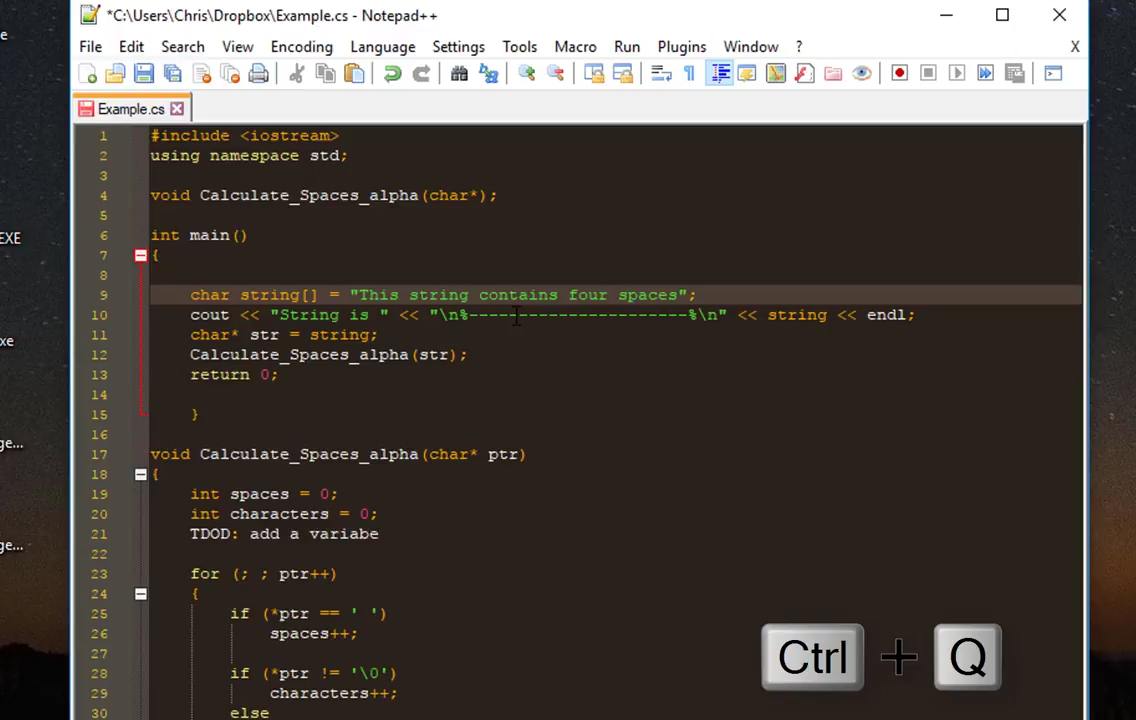 *C:\Users\Chris\Dropbox\Example.cs - Notepad++
File Edit Search View Encoding Language Settings Tools Macro Run Plugins Window ? X
Example.cs
1 #include <iostream>
2 using namespace std;
3
4 void Calculate_Spaces_alpha(char*);
5
6 int main()
7 {
8
9 char string[] = "This string contains four spaces";
10 cout << "String is " << "\n%----------------------%\n" << string << endl;
11 char* str = string;
12 Calculate_Spaces_alpha(str);
13 return 0;
14
15 }
16
17 void Calculate_Spaces_alpha(char* ptr)
18 {
19 int spaces = 0;
20 int characters = 0;
21 TDOD: add a variabe
22
23 for (; ; ptr++)
24 {
25 if (*ptr == ' ')
26 spaces++;
27
28 if (*ptr != '\0')
29 characters++;
30 else
e
EXE
xe
ge...
ge...
Ctrl + Q